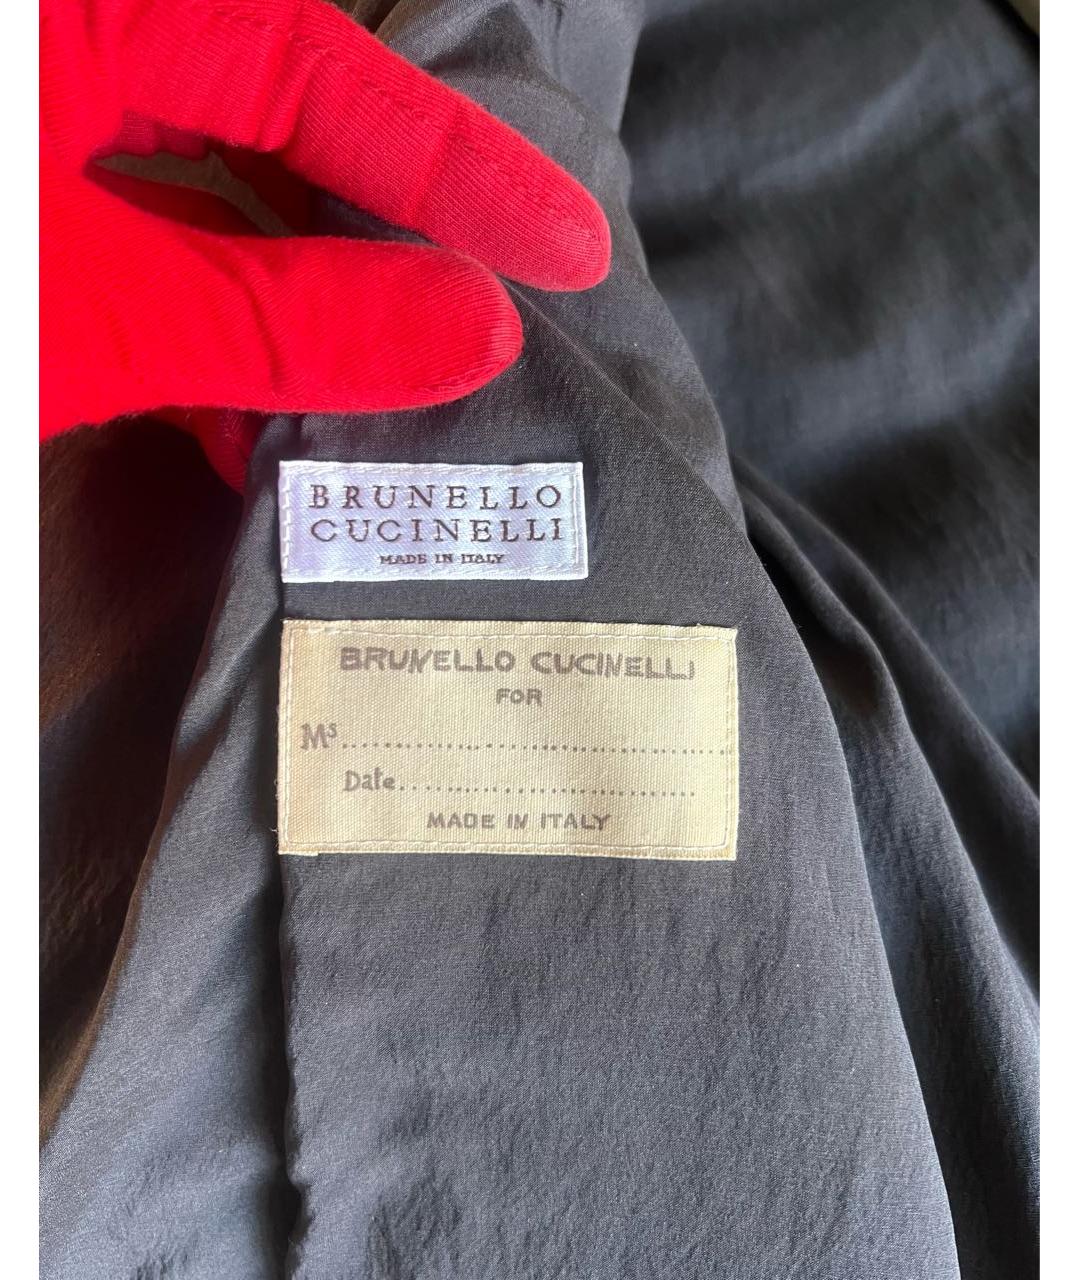 BRUNELLO
CUCINELLI
MADE IN ITALY
BRUNELLO CUCINELLI
FOR
Ms..............................................
Date...................................
MADE IN ITALY